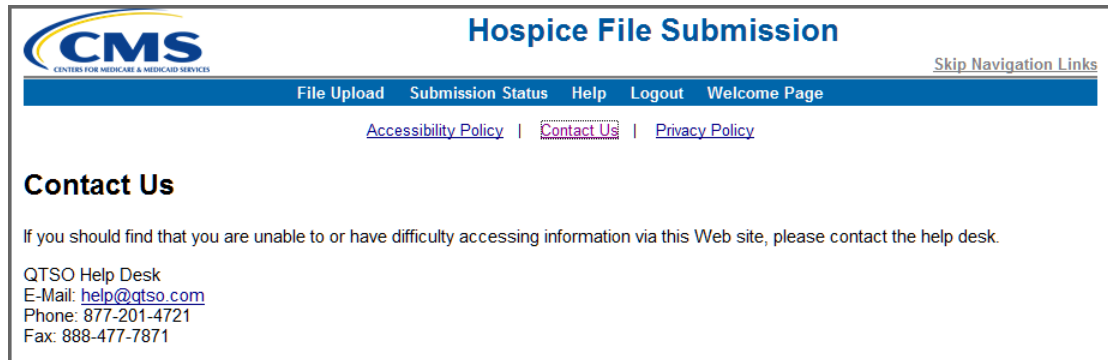 CMS
CENTERS FOR MEDICARE & MEDICAID SERVICES
Hospice File Submission
Skip Navigation Links
File Upload Submission Status Help Logout Welcome Page
Accessibility Policy | Contact Us | Privacy Policy
Contact Us
If you should find that you are unable to or have difficulty accessing information via this Web site, please contact the help desk.
QTSO Help Desk
E-Mail: help@qtso.com
Phone: 877-201-4721
Fax: 888-477-7871